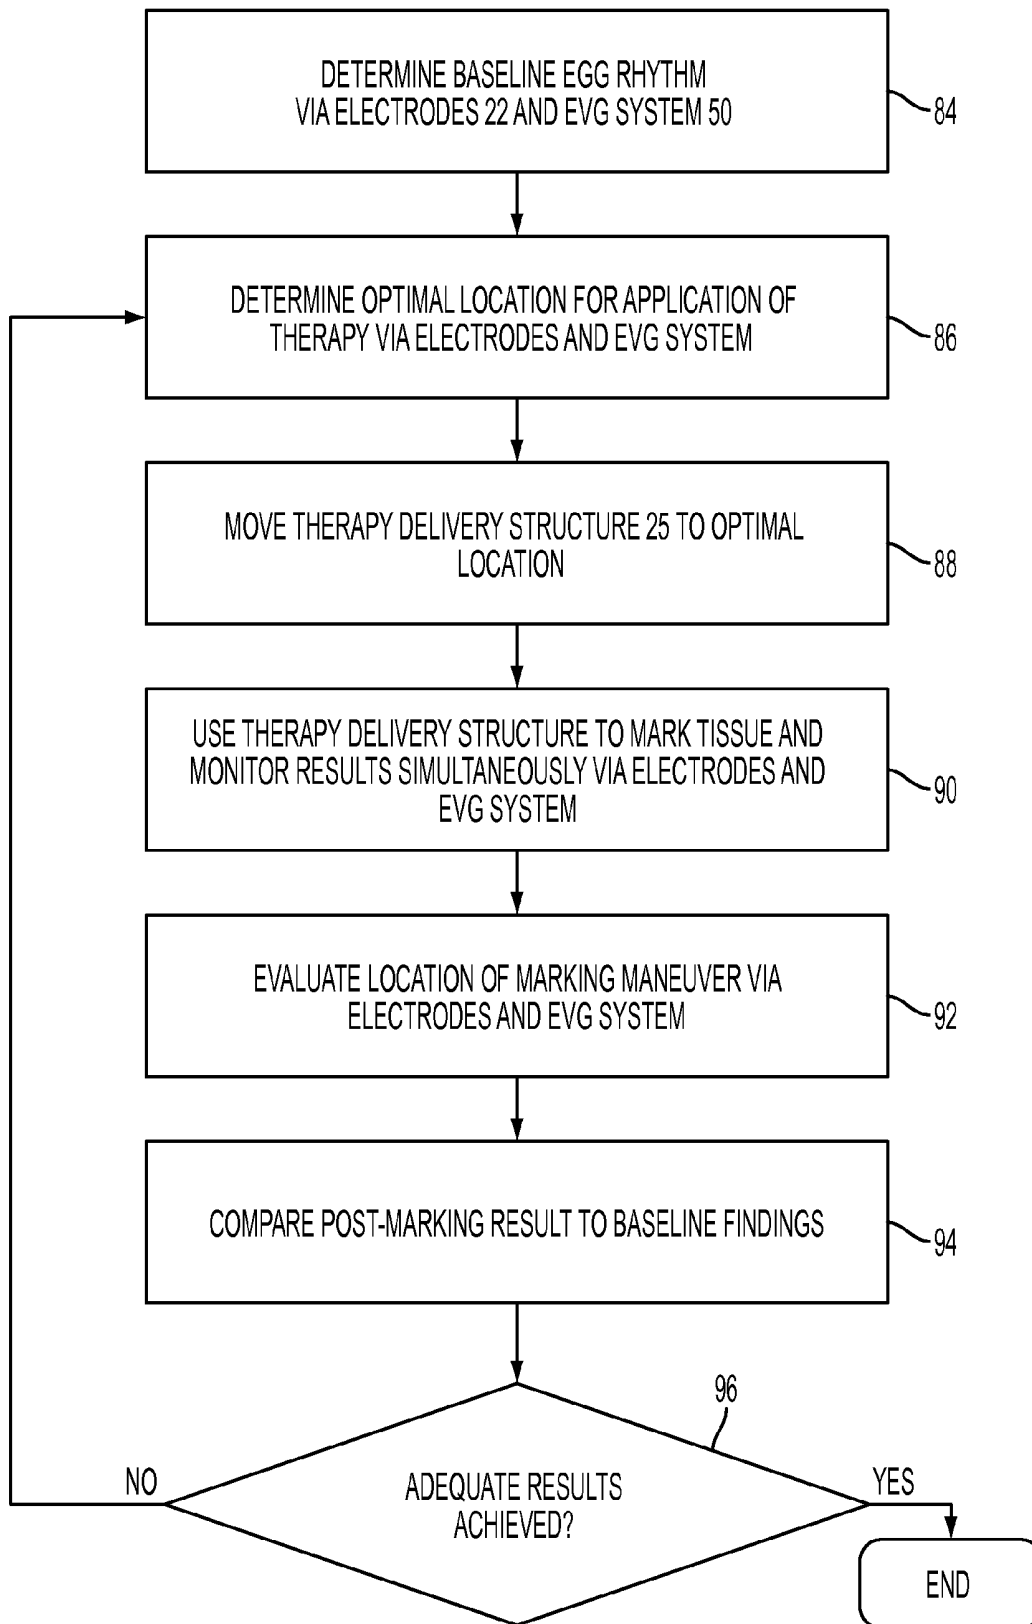 DETERMINE BASELINE EGG RHYTHM
VIA ELECTRODES 22 AND EVG SYSTEM 50
84
DETERMINE OPTIMAL LOCATION FOR APPLICATION OF
THERAPY VIA ELECTRODES AND EVG SYSTEM
86
MOVE THERAPY DELIVERY STRUCTURE 25 TO OPTIMAL
LOCATION
88
USE THERAPY DELIVERY STRUCTURE TO MARK TISSUE AND
MONITOR RESULTS SIMULTANEOUSLY VIA ELECTRODES AND
EVG SYSTEM
90
EVALUATE LOCATION OF MARKING MANEUVER VIA
ELECTRODES AND EVG SYSTEM
92
COMPARE POST-MARKING RESULT TO BASELINE FINDINGS
94
96
NO
ADEQUATE RESULTS
ACHIEVED?
YES
END